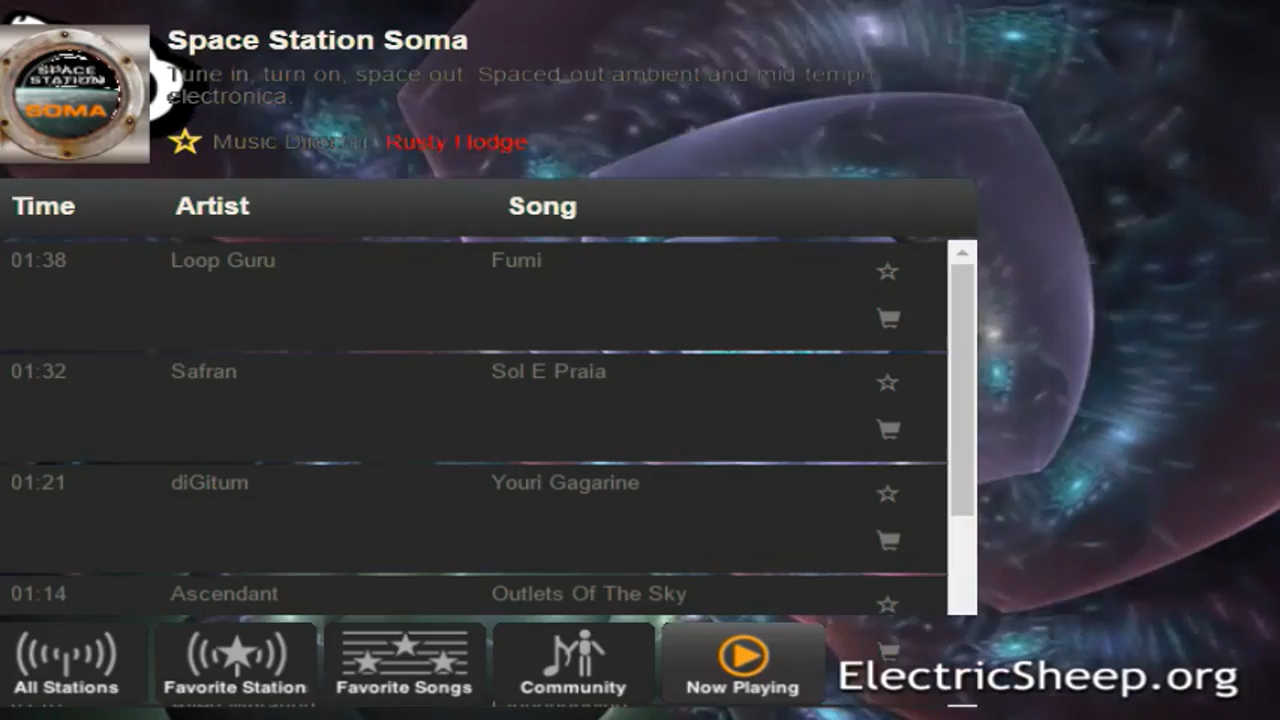 Space Station Soma
Tune in, turn on, space out. Spaced out ambient and mid tempo
electronica.
SPACE
STATION
SOMA
Music Director: Rusty Hodge
Time Artist Song
01:38 Loop Guru Fumi
01:32 Safran Sol E Praia
01:21 diGitum Youri Gagarine
01:14 Ascendant Outlets Of The Sky
All Stations Favorite Station Favorite Songs Community Now Playing
ElectricSheep.org